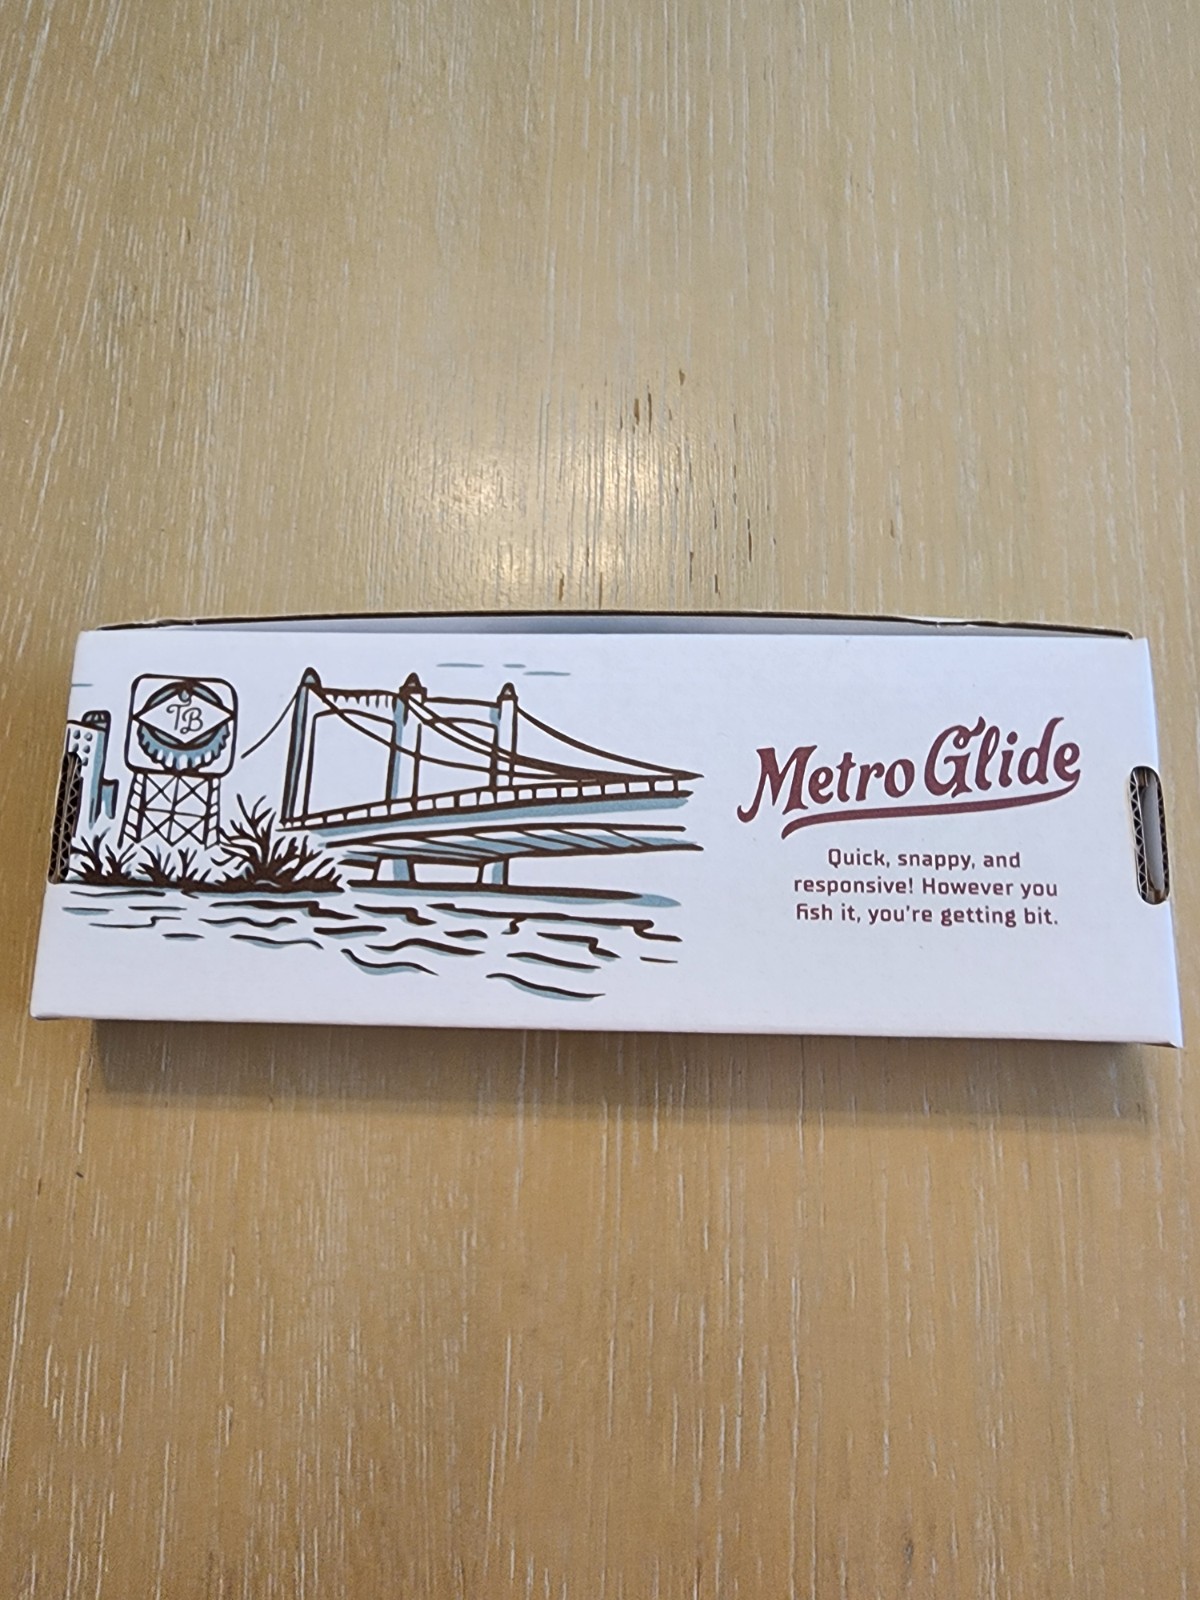 TB
Metro Glide
Quick, snappy, and
responsive! However you
fish it, you're getting bit.